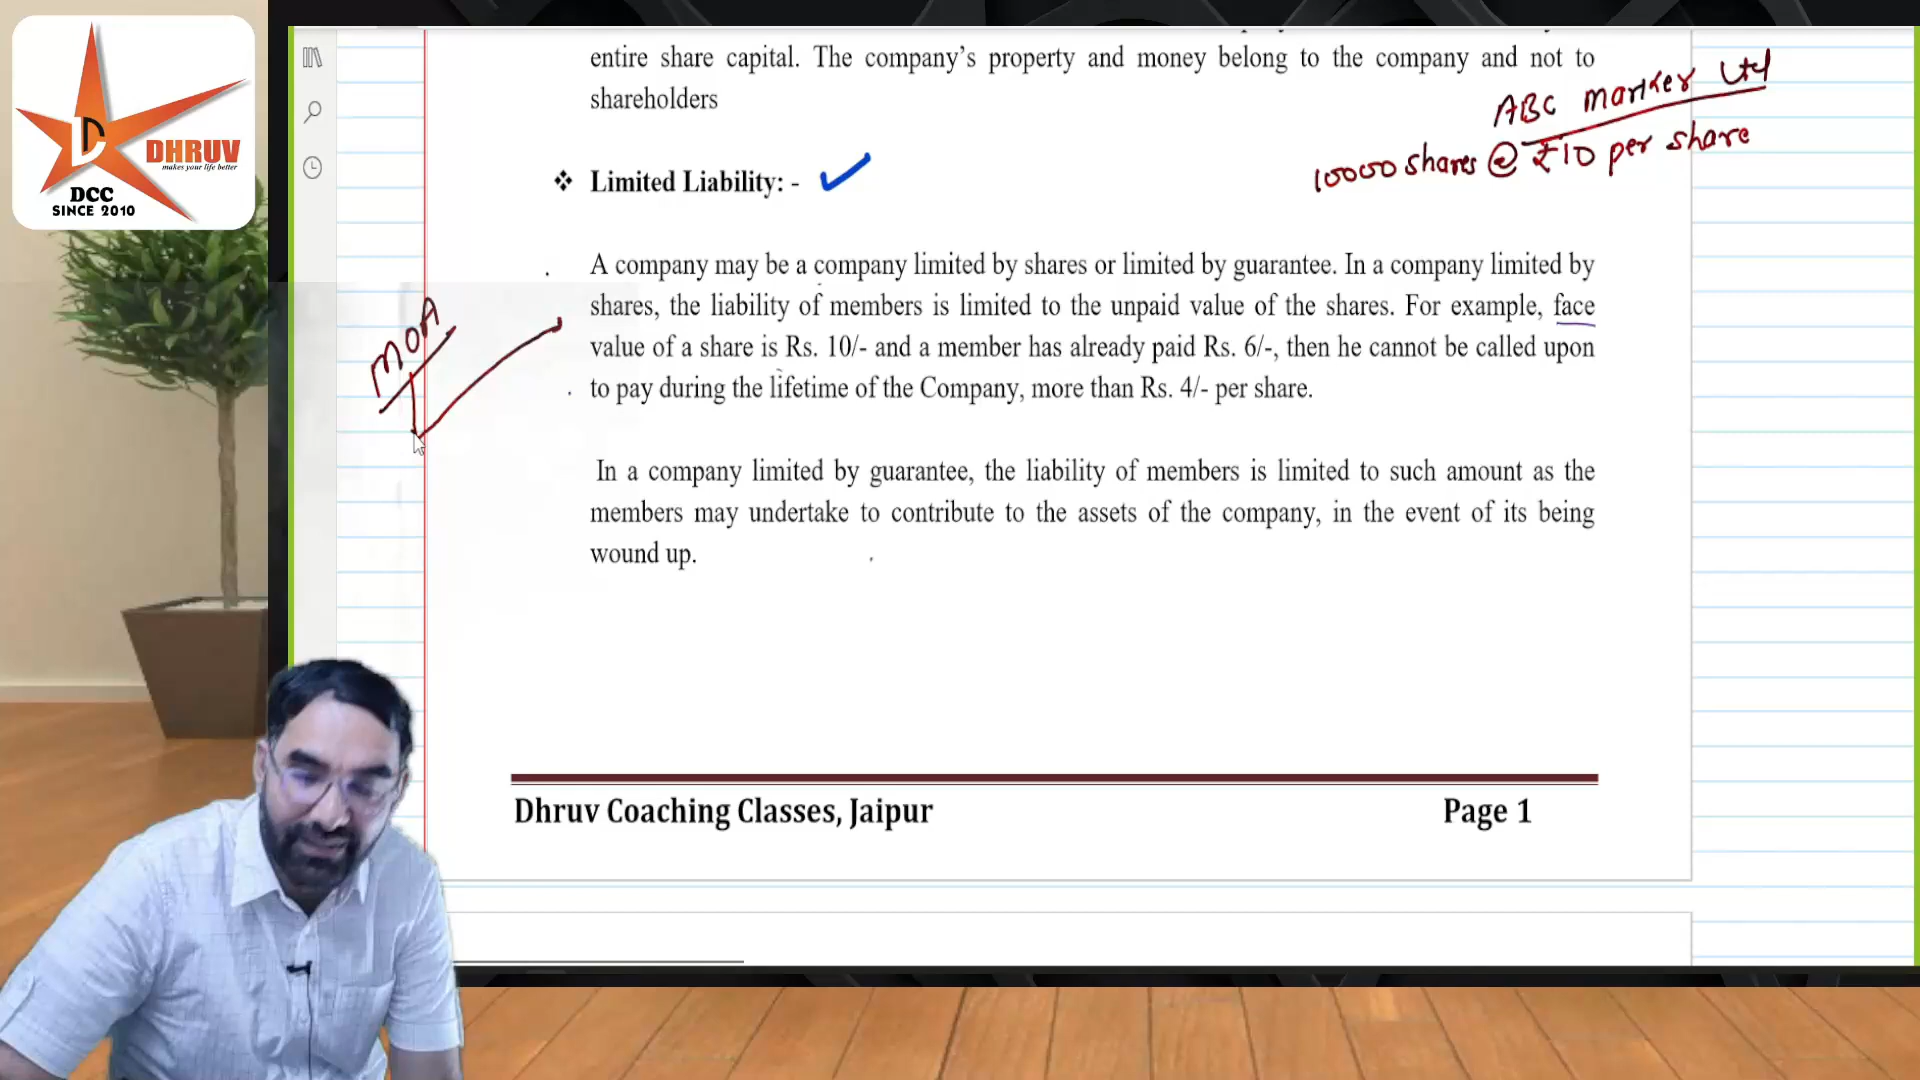 DC
DHRUV
makes your life better
DCC
SINCE 2010
entire share capital. The company's property and money belong to the company and not to
shareholders
ABC marker Ltd
10000 shares @ ₹10 per share
❖ Limited Liability: -
A company may be a company limited by shares or limited by guarantee. In a company limited by
shares, the liability of members is limited to the unpaid value of the shares. For example, face
value of a share is Rs. 10/- and a member has already paid Rs. 6/-, then he cannot be called upon
to pay during the lifetime of the Company, more than Rs. 4/- per share.
MOA
In a company limited by guarantee, the liability of members is limited to such amount as the
members may undertake to contribute to the assets of the company, in the event of its being
wound up.
Dhruv Coaching Classes, Jaipur Page 1